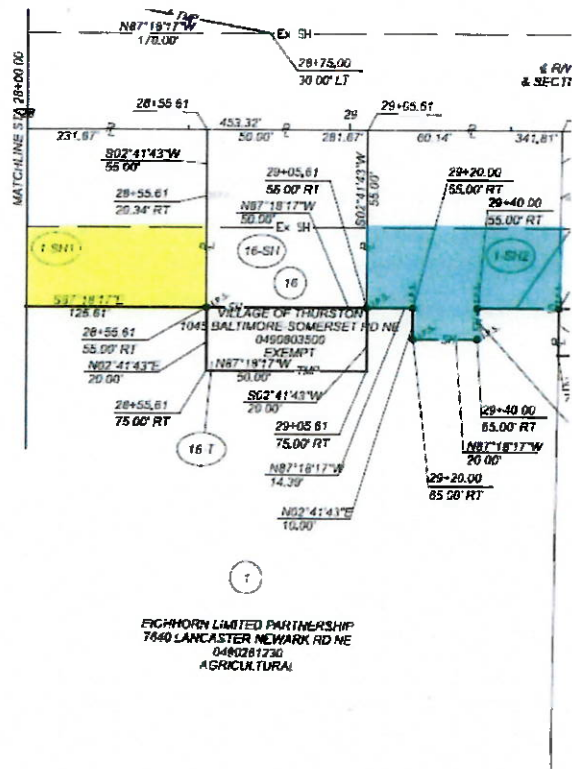 TMP
N87°18'17"W
170.00'
Ex SH
28+75.00
30.00' LT
& SECTI
MATCHLINE STA 28+00.00
28+55.61
453.32'
29
29+05.61
231.67'
50.00'
281.67'
60.14'
341.81'
S02°41'43"W
55.00'
28+55.61
20.34' RT
29+05.61
55.00' RT
N87°18'17"W
50.00'
S02°41'43"W
55.00'
29+20.00
55.00' RT
29+40.00
55.00' RT
Ex SH
1-SH1
16-SH
1-SH2
16
S87°18'17"E
125.61'
28+55.61
55.00' RT
VILLAGE OF THURSTON
1045 BALTIMORE-SOMERSET RD NE
0490803500
EXEMPT
N02°41'43"E
20.00'
N87°18'17"W
50.00'
TMP
28+55.61
75.00' RT
S02°41'43"W
20.00'
29+05.61
75.00' RT
29+40.00
65.00' RT
16-T
N87°18'17"W
14.39'
N87°18'17"W
20.00'
29+20.00
65.00' RT
N02°41'43"E
10.00'
1
EICHHORN LIMITED PARTNERSHIP
7640 LANCASTER NEWARK RD NE
0490261230
AGRICULTURAL